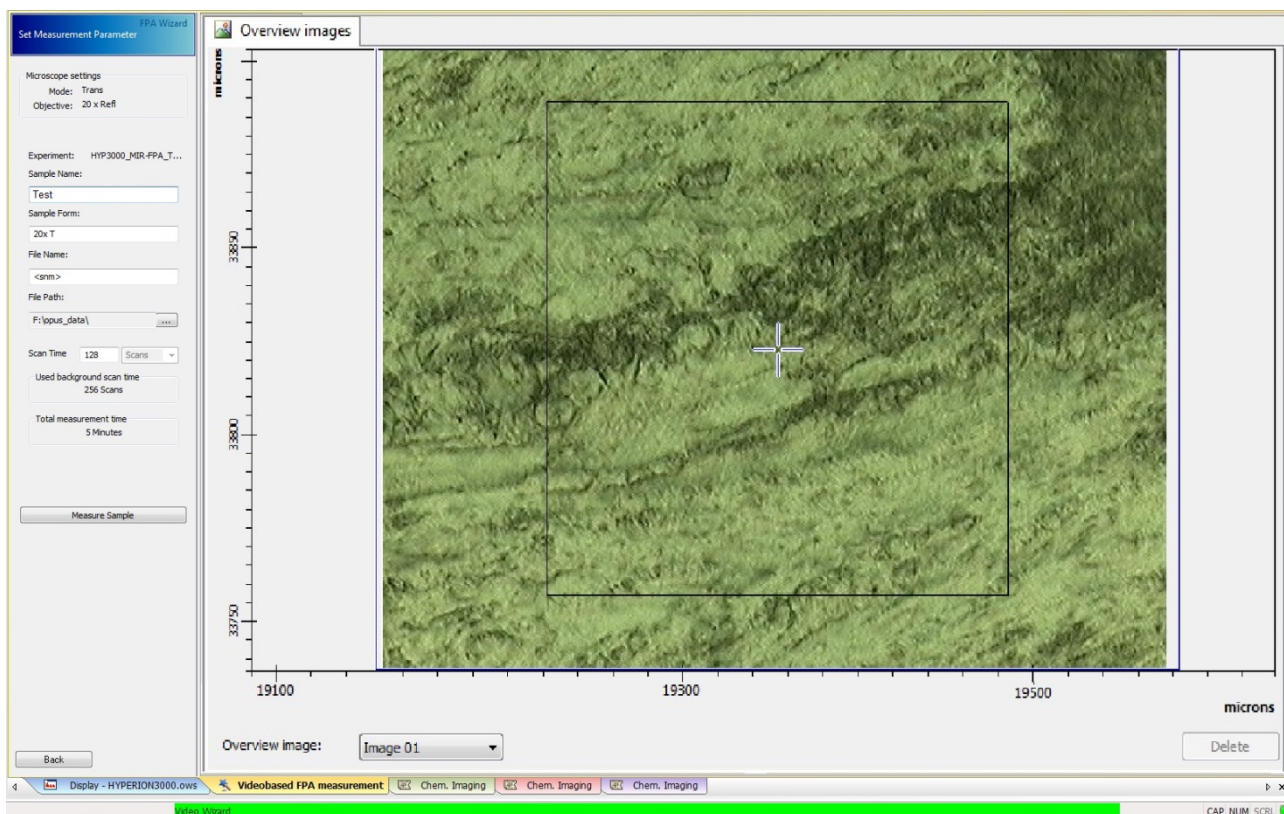 FPA Wizard
Set Measurement Parameter
Microscope settings
Mode: Trans
Objective: 20 x Refl
Experiment: HYP3000_MIR-FPA_T...
Sample Name:
Test
Sample Form:
20x T
File Name:
<snm>
File Path:
F:\opus_data\ ...
Scan Time 128 Scans
Used background scan time
256 Scans
Total measurement time
5 Minutes
Measure Sample
Back
Overview images
microns
33850
33800
33750
19100 19300 19500
microns
Overview image: Image 01 Delete
Display - HYPERION3000.ows Videobased FPA measurement Chem. Imaging Chem. Imaging Chem. Imaging
Video Wizard CAP NUM SCRL